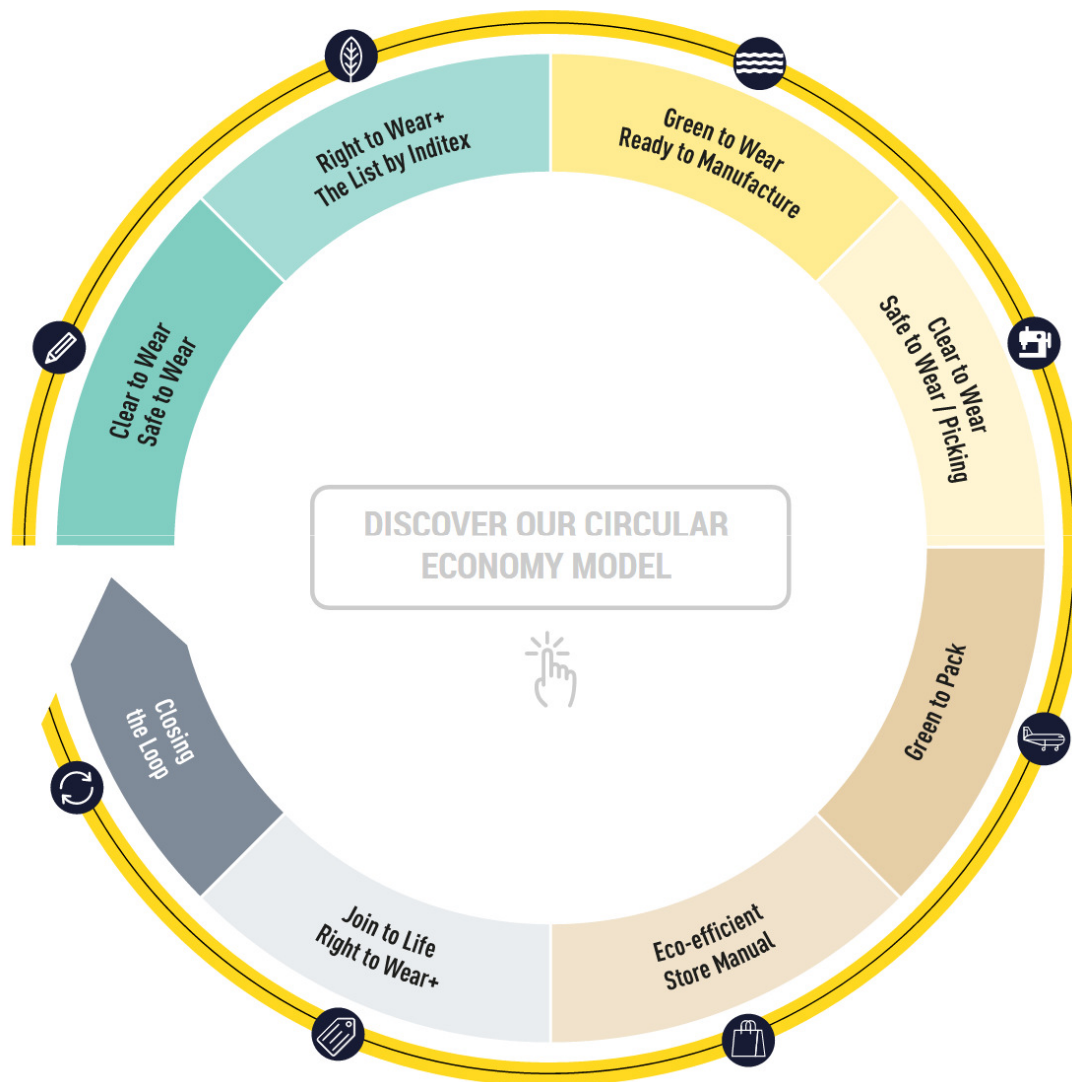 Clear to Wear
Safe to Wear
Right to Wear+
The List by Inditex
Green to Wear
Ready to Manufacture
Clear to Wear
Safe to Wear / Picking
Green to Pack
Eco-efficient
Store Manual
Join to Life
Right to Wear+
Closing
the Loop
DISCOVER OUR CIRCULAR
ECONOMY MODEL